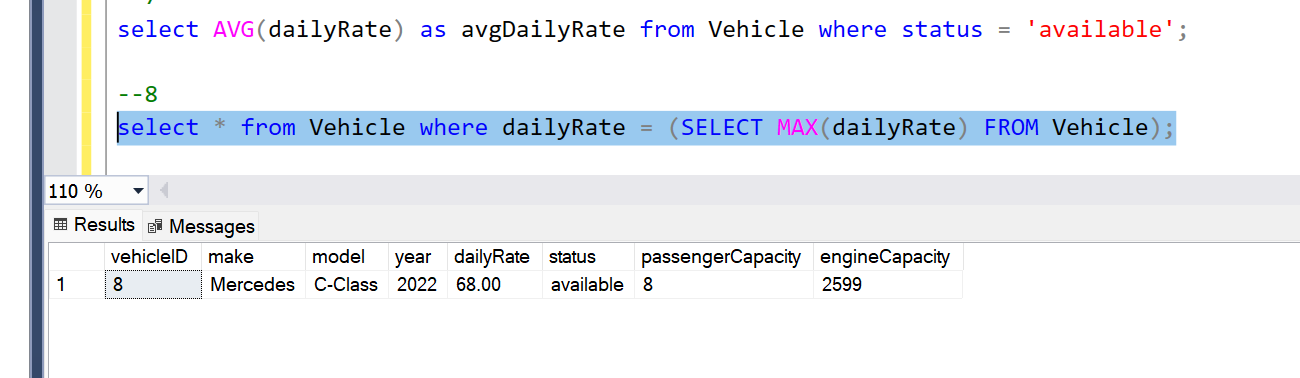 select AVG(dailyRate) as avgDailyRate from Vehicle where status = 'available';
--8
select * from Vehicle where dailyRate = (SELECT MAX(dailyRate) FROM Vehicle);
110 %
Results Messages
vehicleID make model year dailyRate status passengerCapacity engineCapacity
1 8 Mercedes C-Class 2022 68.00 available 8 2599